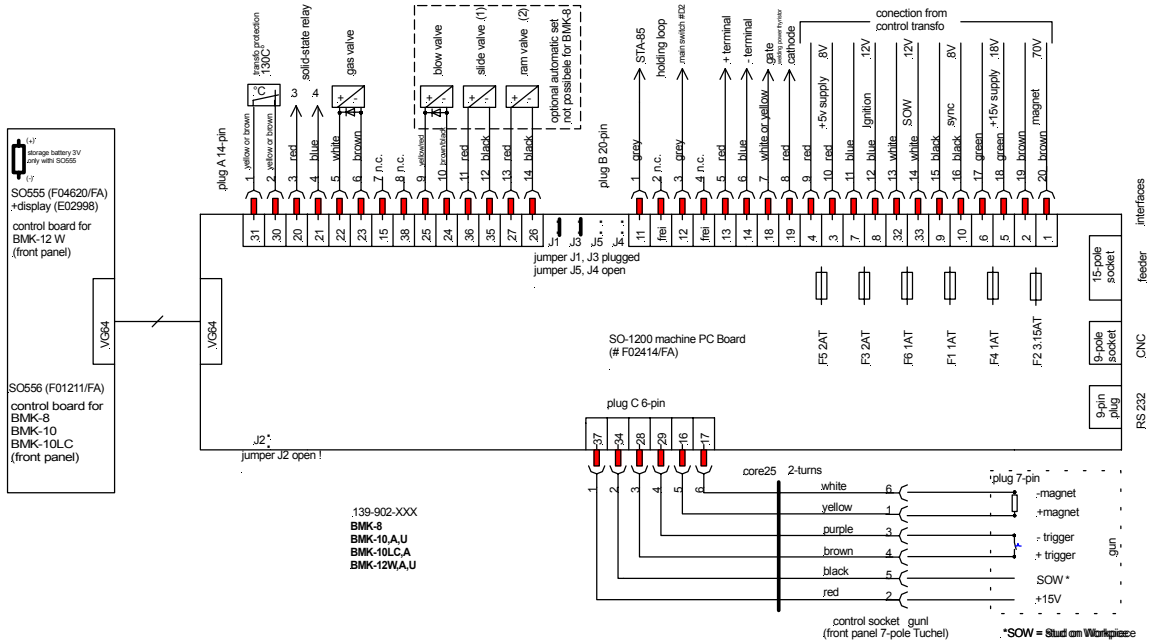 transfo protection
130C°
solid-state relay
gas valve
blow valve
slide valve (1)
ram valve (2)
optional automatic set
not possibele for BMK-8
STA-85
holding loop
main switch #D2
+ terminal
- terminal
gate
welding power thyristor
cathode
conection from
control transfo
8V
12V
12V
8V
18V
70V
+5v supply
Ignition
SOW
sync
+15v supply
magnet
°C
3
4
+
-
+
-
+
-
+
-
yellow or brown
yellow or brown
red
blue
white
brown
n.c.
n.c.
yellow/red
brown/black
red
black
red
black
grey
n.c.
grey
n.c.
red
blue
white or yellow
red
red
red
blue
blue
white
white
black
black
green
green
brown
brown
plug A 14-pin
1 2 3 4 5 6 7 8 9 10 11 12 13 14
plug B 20-pin
1 2 3 4 5 6 7 8 9 10 11 12 13 14 15 16 17 18 19 20
31 30 20 21 22 23 15 38 25 24 36 35 27 26
J1 J3 J5 J4
11 frei 12 frei 13 14 18 19 4 3 7 8 32 33 9 10 6 5 2 1
jumper J1, J3 plugged
jumper J5, J4 open
(+)
storage battery 3V
only with SO555
(-)
SO555 (F04620/FA)
+display (E02998)
control board for
BMK-12 W
(front panel)
VG64
VG64
SO556 (F01211/FA)
control board for
BMK-8
BMK-10
BMK-10LC
(front panel)
SO-1200 machine PC Board
(# F02414/FA)
F5 2AT
F3 2AT
F6 1AT
F1 1AT
F4 1AT
F2 3.15AT
interfaces
15-pole
socket
feeder
9-pole
socket
CNC
9-pin
plug
RS 232
J2
jumper J2 open !
plug C 6-pin
37 34 28 29 16 17
1 2 3 4 5 6
core25
2-turns
white 6
yellow 1
purple 3
brown 4
black 5
red 2
plug 7-pin
-magnet
+magnet
- trigger
+ trigger
SOW *
+15V
gun
139-902-XXX
BMK-8
BMK-10,A,U
BMK-10LC,A
BMK-12W,A,U
control socket gunl
(front panel 7-pole Tuchel)
*SOW = Stud on Workpiece